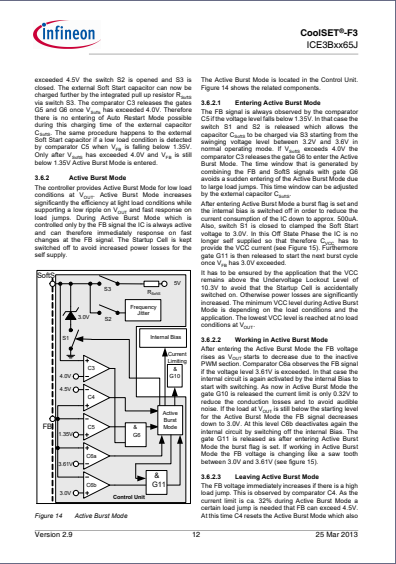 infineon
CoolSET®-F3
ICE3Bxx65J
exceeded 4.5V the switch S2 is opened and S3 is
closed. The external Soft Start capacitor can now be
charged further by the integrated pull up resistor RSoftS
via switch S3. The comparator C3 releases the gates
G5 and G6 once VSofts has exceeded 4.0V. Therefore
there is no entering of Auto Restart Mode possible
during this charging time of the external capacitor
CSoftS. The same procedure happens to the external
Soft Start capacitor if a low load condition is detected
by comparator C5 when VFB is falling below 1.35V.
Only after VSoftS has exceeded 4.0V and VFB is still
below 1.35V Active Burst Mode is entered.
3.6.2 Active Burst Mode
The controller provides Active Burst Mode for low load
conditions at VOUT. Active Burst Mode increases
significantly the efficiency at light load conditions while
supporting a low ripple on VOUT and fast response on
load jumps. During Active Burst Mode which is
controlled only by the FB signal the IC is always active
and can therefore immediately response on fast
changes at the FB signal. The Startup Cell is kept
switched off to avoid increased power losses for the
self supply.
SoftS
S3
5V
RSoftS
Frequency
Jitter
3.0V
S2
S1
Internal Bias
Current
Limiting
&
G10
C3
4.0V
4.5V
C4
FB
C5
1.35V
&
G6
Active
Burst
Mode
C6a
3.61V
C6b
&
G11
3.0V
Control Unit
Figure 14 Active Burst Mode
The Active Burst Mode is located in the Control Unit.
Figure 14 shows the related components.
3.6.2.1 Entering Active Burst Mode
The FB signal is always observed by the comparator
C5 if the voltage level falls below 1.35V. In that case the
switch S1 and S2 is released which allows the
capacitor CSoftS to be charged via S3 starting from the
swinging voltage level between 3.2V and 3.6V in
normal operating mode. If VSoftS exceeds 4.0V the
comparator C3 releases the gate G6 to enter the Active
Burst Mode. The time window that is generated by
combining the FB and SoftS signals with gate G6
avoids a sudden entering of the Active Burst Mode due
to large load jumps. This time window can be adjusted
by the external capacitor CSoftS.
After entering Active Burst Mode a burst flag is set and
the internal bias is switched off in order to reduce the
current consumption of the IC down to approx. 500uA.
Also, switch S1 is closed to clamped the Soft Start
voltage to 3.0V. In this Off State Phase the IC is no
longer self supplied so that therefore CVCC has to
provide the VCC current (see Figure 15). Furthermore
gate G11 is then released to start the next burst cycle
once VFB has 3.0V exceeded.
It has to be ensured by the application that the VCC
remains above the Undervoltage Lockout Level of
10.3V to avoid that the Startup Cell is accidentally
switched on. Otherwise power losses are significantly
increased. The minimum VCC level during Active Burst
Mode is depending on the load conditions and the
application. The lowest VCC level is reached at no load
conditions at VOUT.
3.6.2.2 Working in Active Burst Mode
After entering the Active Burst Mode the FB voltage
rises as VOUT starts to decrease due to the inactive
PWM section. Comparator C6a observes the FB signal
if the voltage level 3.61V is exceeded. In that case the
internal circuit is again activated by the Internal Bias to
start with switching. As now in Active Burst Mode the
gate G10 is released the current limit is only 0.32V to
reduce the conduction losses and to avoid audible
noise. If the load at VOUT is still below the starting level
for the Active Burst Mode the FB signal decreases
down to 3.0V. At this level C6b deactivates again the
internal circuit by switching off the internal Bias. The
gate G11 is released as after entering Active Burst
Mode the burst flag is set. If working in Active Burst
Mode the FB voltage is changing like a saw tooth
between 3.0V and 3.61V (see figure 15).
3.6.2.3 Leaving Active Burst Mode
The FB voltage immediately increases if there is a high
load jump. This is observed by comparator C4. As the
current limit is ca. 32% during Active Burst Mode a
certain load jump is needed that FB can exceed 4.5V.
At this time C4 resets the Active Burst Mode which also
Version 2.9 12 25 Mar 2013